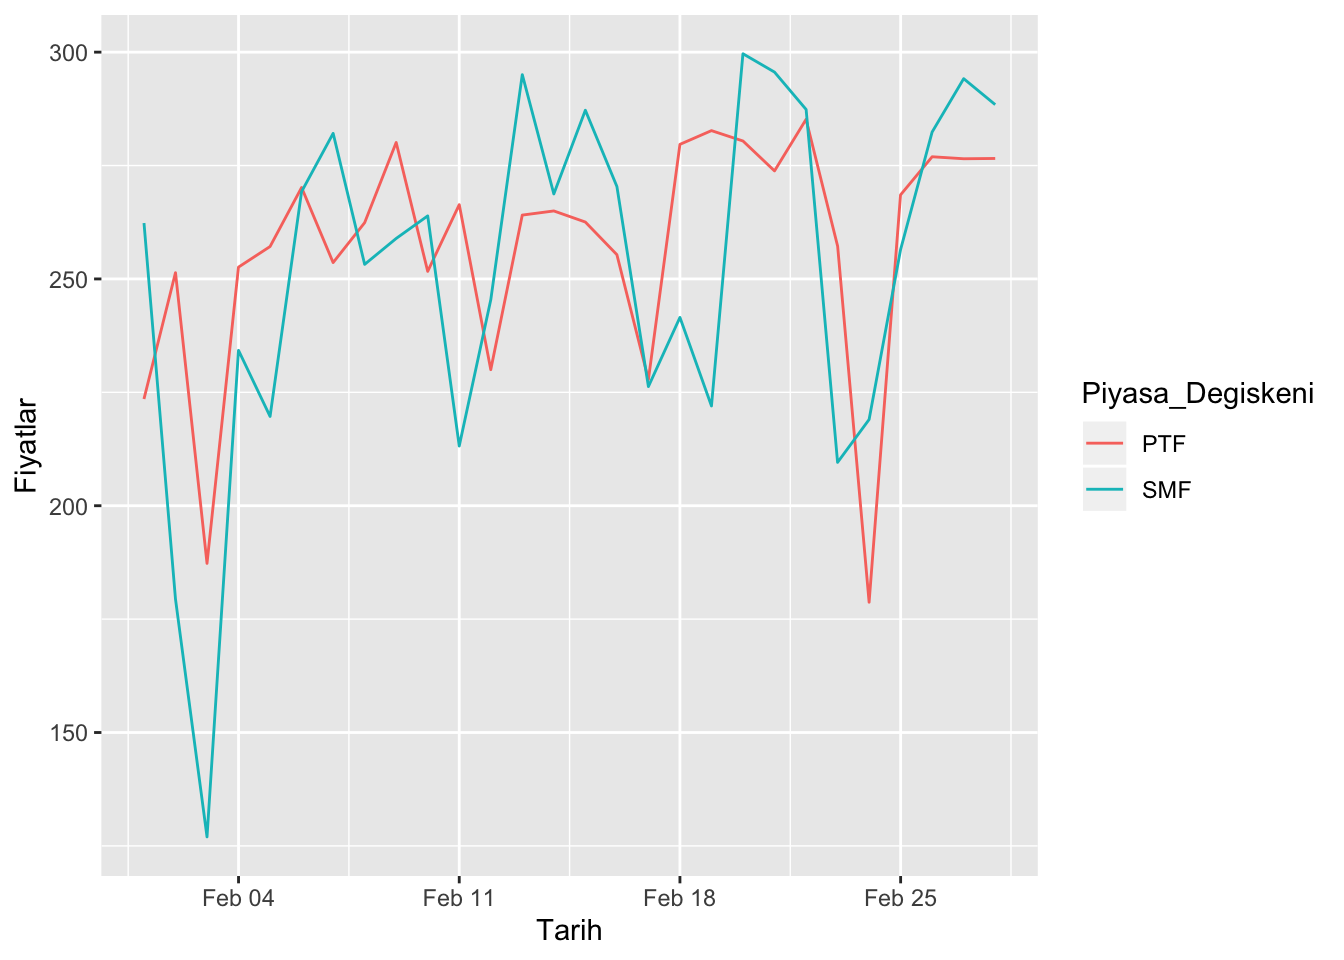 300
250
200
150
Fiyatlar
Feb 04
Feb 11
Feb 18
Feb 25
Tarih
Piyasa_Degiskeni
PTF
SMF